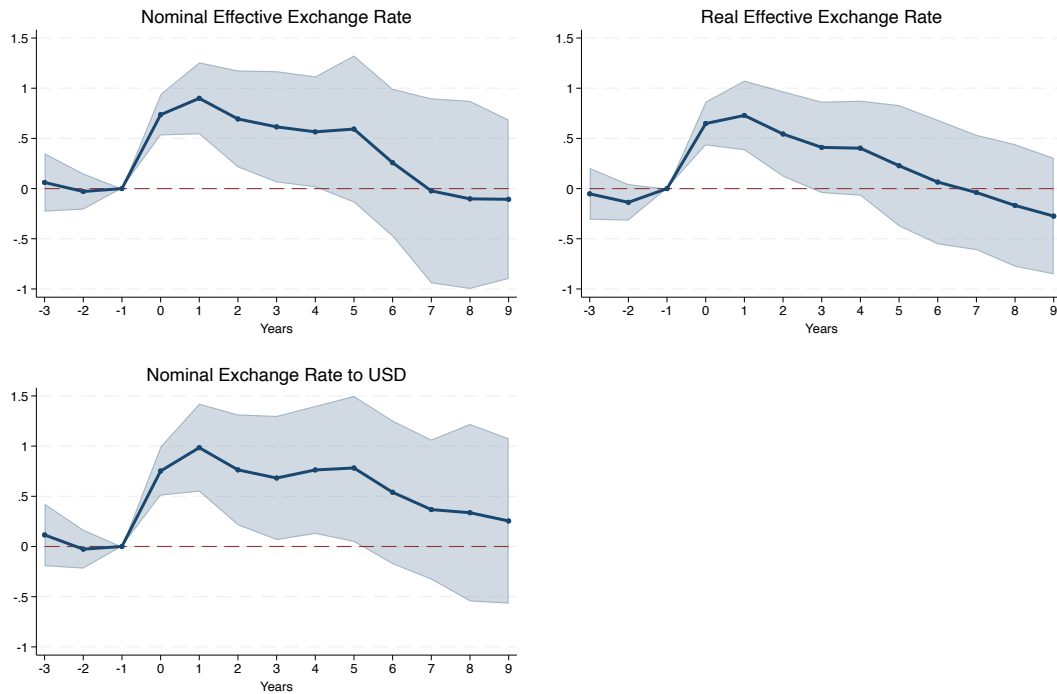 Nominal Effective Exchange Rate
1.5
1
.5
0
-.5
-1
-3 -2 -1 0 1 2 3 4 5 6 7 8 9
Years
Real Effective Exchange Rate
1.5
1
.5
0
-.5
-1
-3 -2 -1 0 1 2 3 4 5 6 7 8 9
Years
Nominal Exchange Rate to USD
1.5
1
.5
0
-.5
-1
-3 -2 -1 0 1 2 3 4 5 6 7 8 9
Years